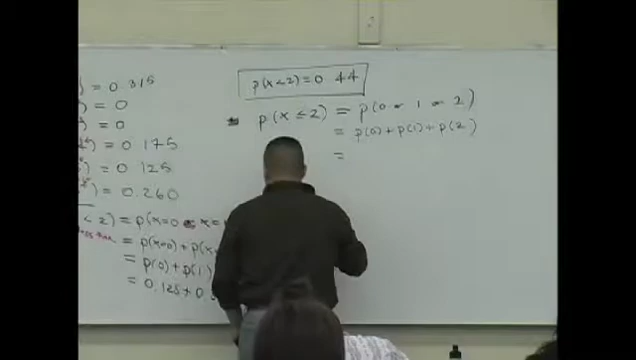 ) = 0 315
) = 0
) = 0
) = 0 175
) = 0 125
) = 0.260
< 2) = p(x=0 x=
= p(x=0) + p(x=
= p(0) + p(1)
= 0.125 + 0
p(x<2) = 0 44
p(x≤2) = p(0 or 1 or 2)
= p(0) + p(1) + p(2)
=